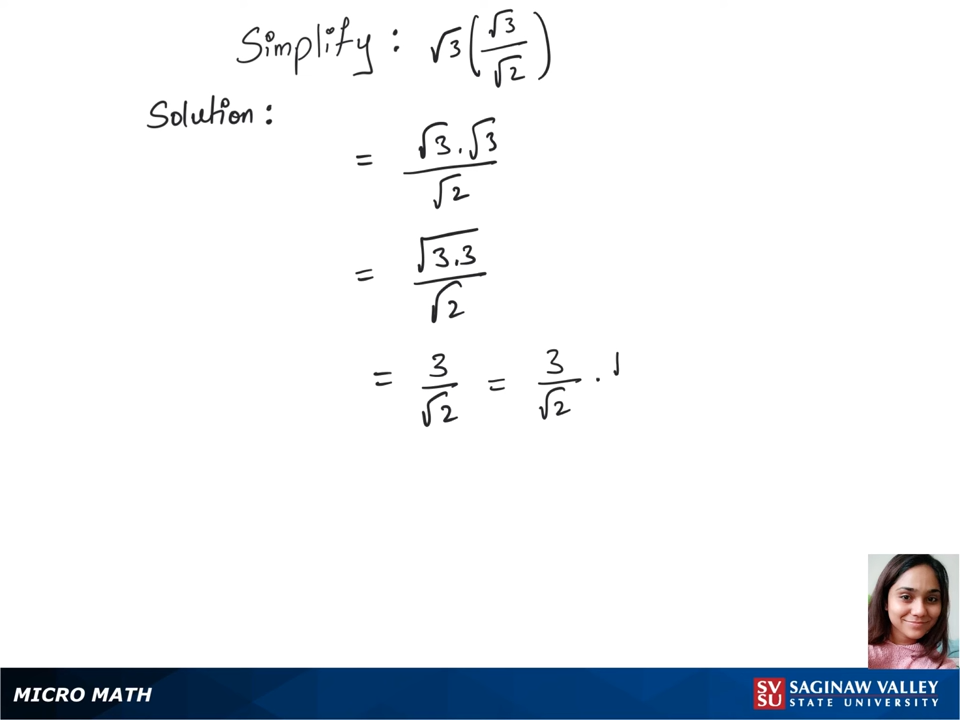 Simplify: √3(√3/√2)
Solution:
= √3.√3/√2
= √3.3/√2
= 3/√2 = 3/√2 .
MICRO MATH
SV SU SAGINAW VALLEY
STATE UNIVERSITY